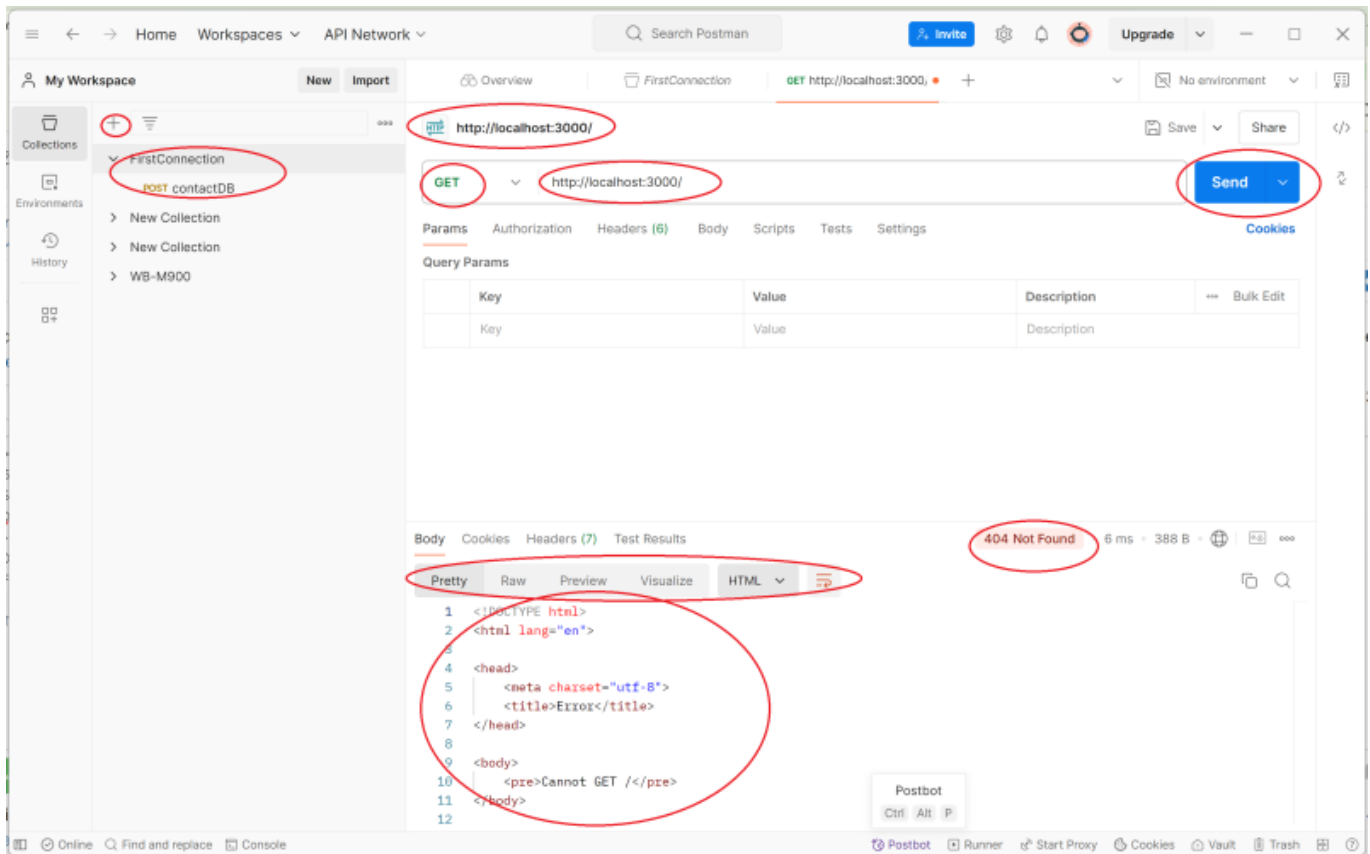 Home Workspaces API Network Search Postman Invite Upgrade
My Workspace New Import Overview FirstConnection GET http://localhost:3000/ No environment
Collections
Environments
History
FirstConnection
POST contactDB
New Collection
New Collection
WB-M900
HTTP http://localhost:3000/ Save Share
GET http://localhost:3000/ Send
Params Authorization Headers (6) Body Scripts Tests Settings Cookies
Query Params
Key Value Description Bulk Edit
Key Value Description
Body Cookies Headers (7) Test Results 404 Not Found 6 ms 388 B
Pretty Raw Preview Visualize HTML
1 <!DOCTYPE html>
2 <html lang="en">
3
4 <head>
5 <meta charset="utf-8">
6 <title>Error</title>
7 </head>
8
9 <body>
10 <pre>Cannot GET /</pre>
11 </body>
12
Postbot
Ctrl Alt P
Online Find and replace Console Postbot Runner Start Proxy Cookies Vault Trash